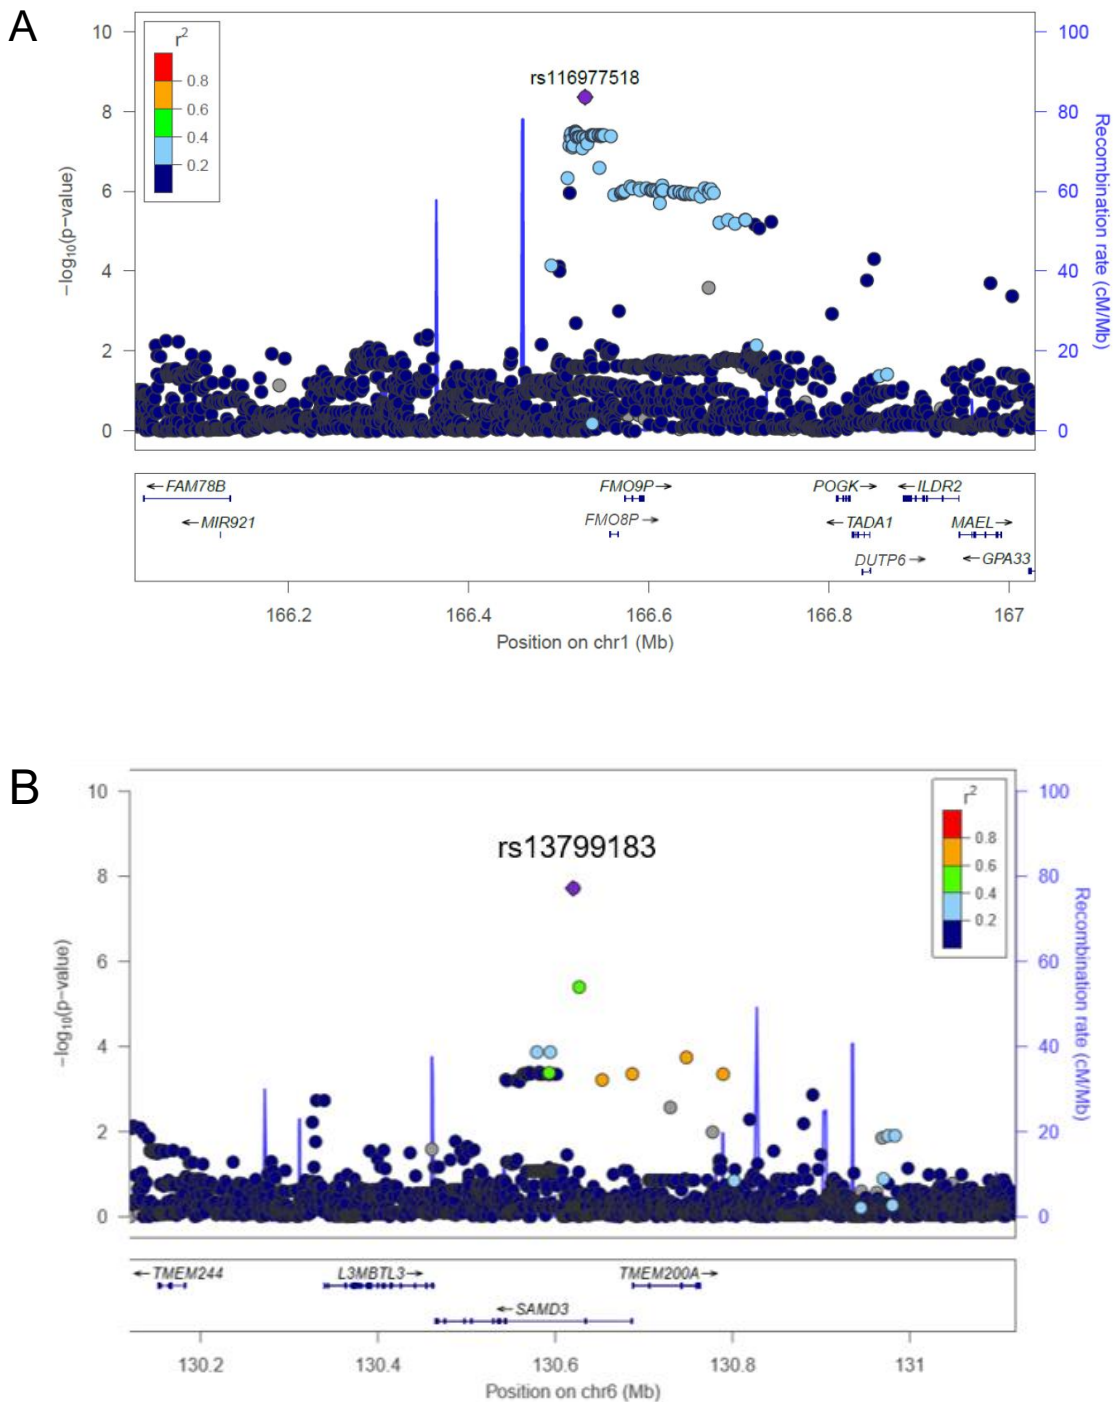 A
r2
0.8
0.6
0.4
0.2
rs116977518
10
8
6
4
2
0
−log10(p−value)
100
80
60
40
20
0
Recombination rate (cM/Mb)
←FAM78B
FMO9P→
POGK→
←ILDR2
←MIR921
FMO8P→
←TADA1
MAEL→
DUTP6→
←GPA33
166.2 166.4 166.6 166.8 167
Position on chr1 (Mb)
B
r2
0.8
0.6
0.4
0.2
rs13799183
10
8
6
4
2
0
−log10(p−value)
100
80
60
40
20
0
Recombination rate (cM/Mb)
←TMEM244
L3MBTL3→
TMEM200A→
←SAMD3
130.2 130.4 130.6 130.8 131
Position on chr6 (Mb)